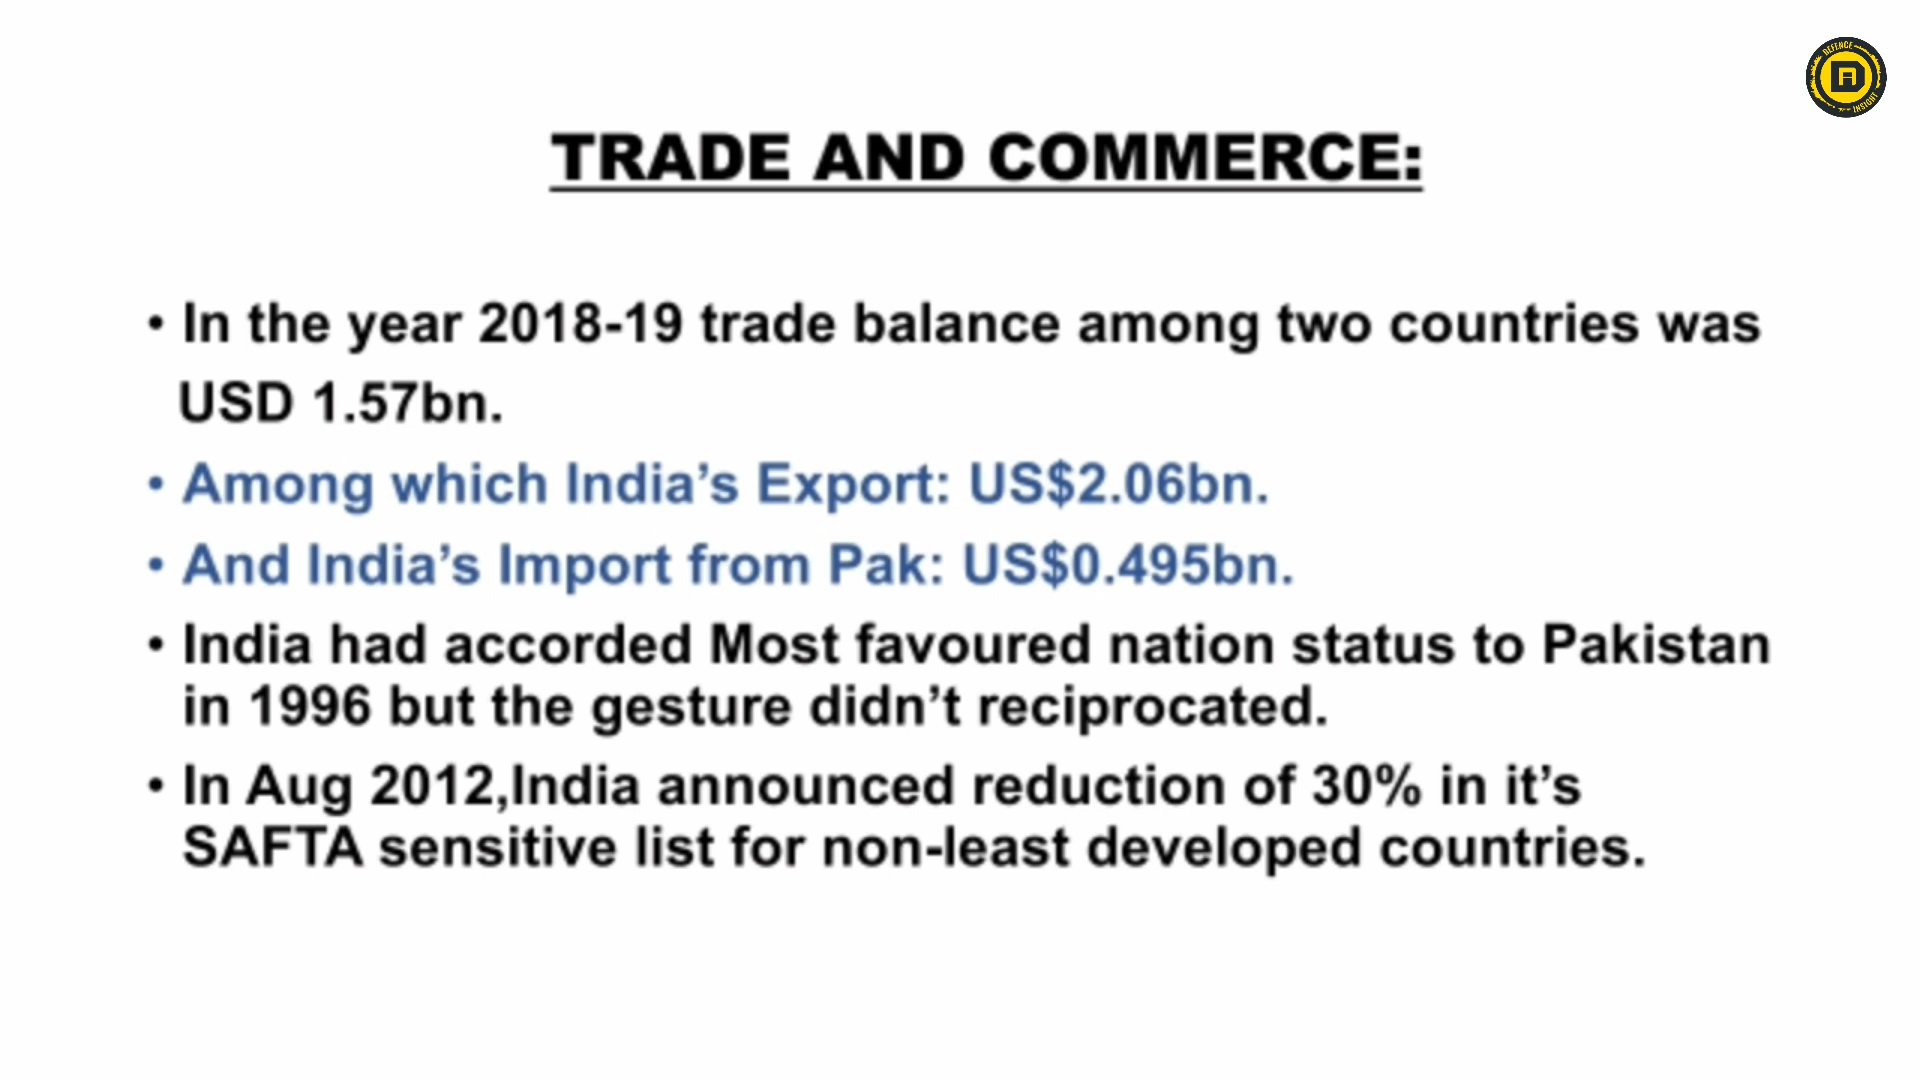 DEFENCE
INSIGHT
TRADE AND COMMERCE:
• In the year 2018-19 trade balance among two countries was
USD 1.57bn.
• Among which India’s Export: US$2.06bn.
• And India’s Import from Pak: US$0.495bn.
• India had accorded Most favoured nation status to Pakistan
in 1996 but the gesture didn’t reciprocated.
• In Aug 2012,India announced reduction of 30% in it’s
SAFTA sensitive list for non-least developed countries.